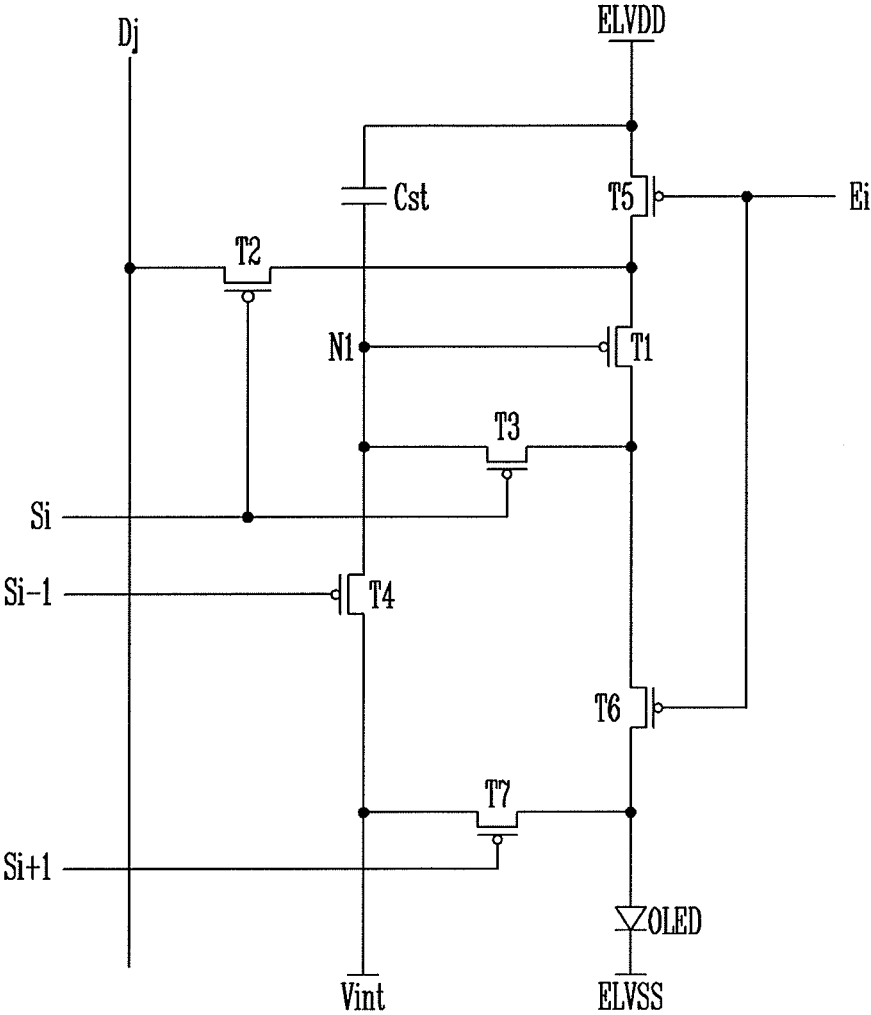 Dj
ELVDD
Cst
T5
Ei
T2
N1
T1
T3
Si
Si-1
T4
T6
T7
Si+1
OLED
Vint
ELVSS